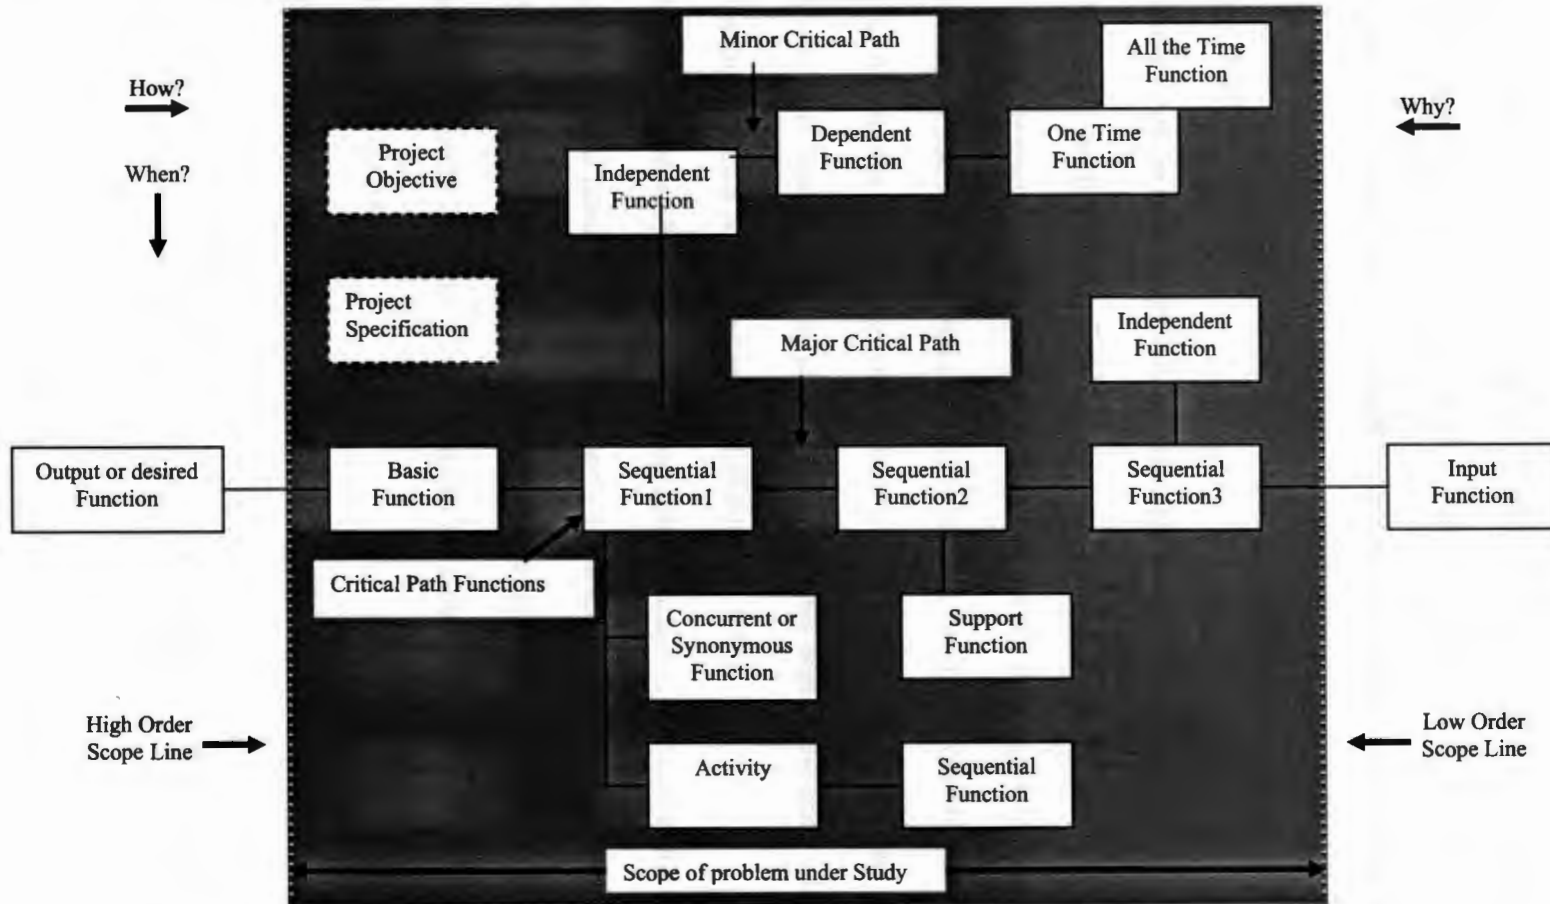 Minor Critical Path
All the Time
Function
How?
Why?
Dependent
Function
One Time
Function
Project
Objective
When?
Independent
Function
Project
Specification
Independent
Function
Major Critical Path
Output or desired
Function
Basic
Function
Sequential
Function1
Sequential
Function2
Sequential
Function3
Input
Function
Critical Path Functions
Concurrent or
Synonymous
Function
Support
Function
High Order
Scope Line
Low Order
Scope Line
Activity
Sequential
Function
Scope of problem under Study